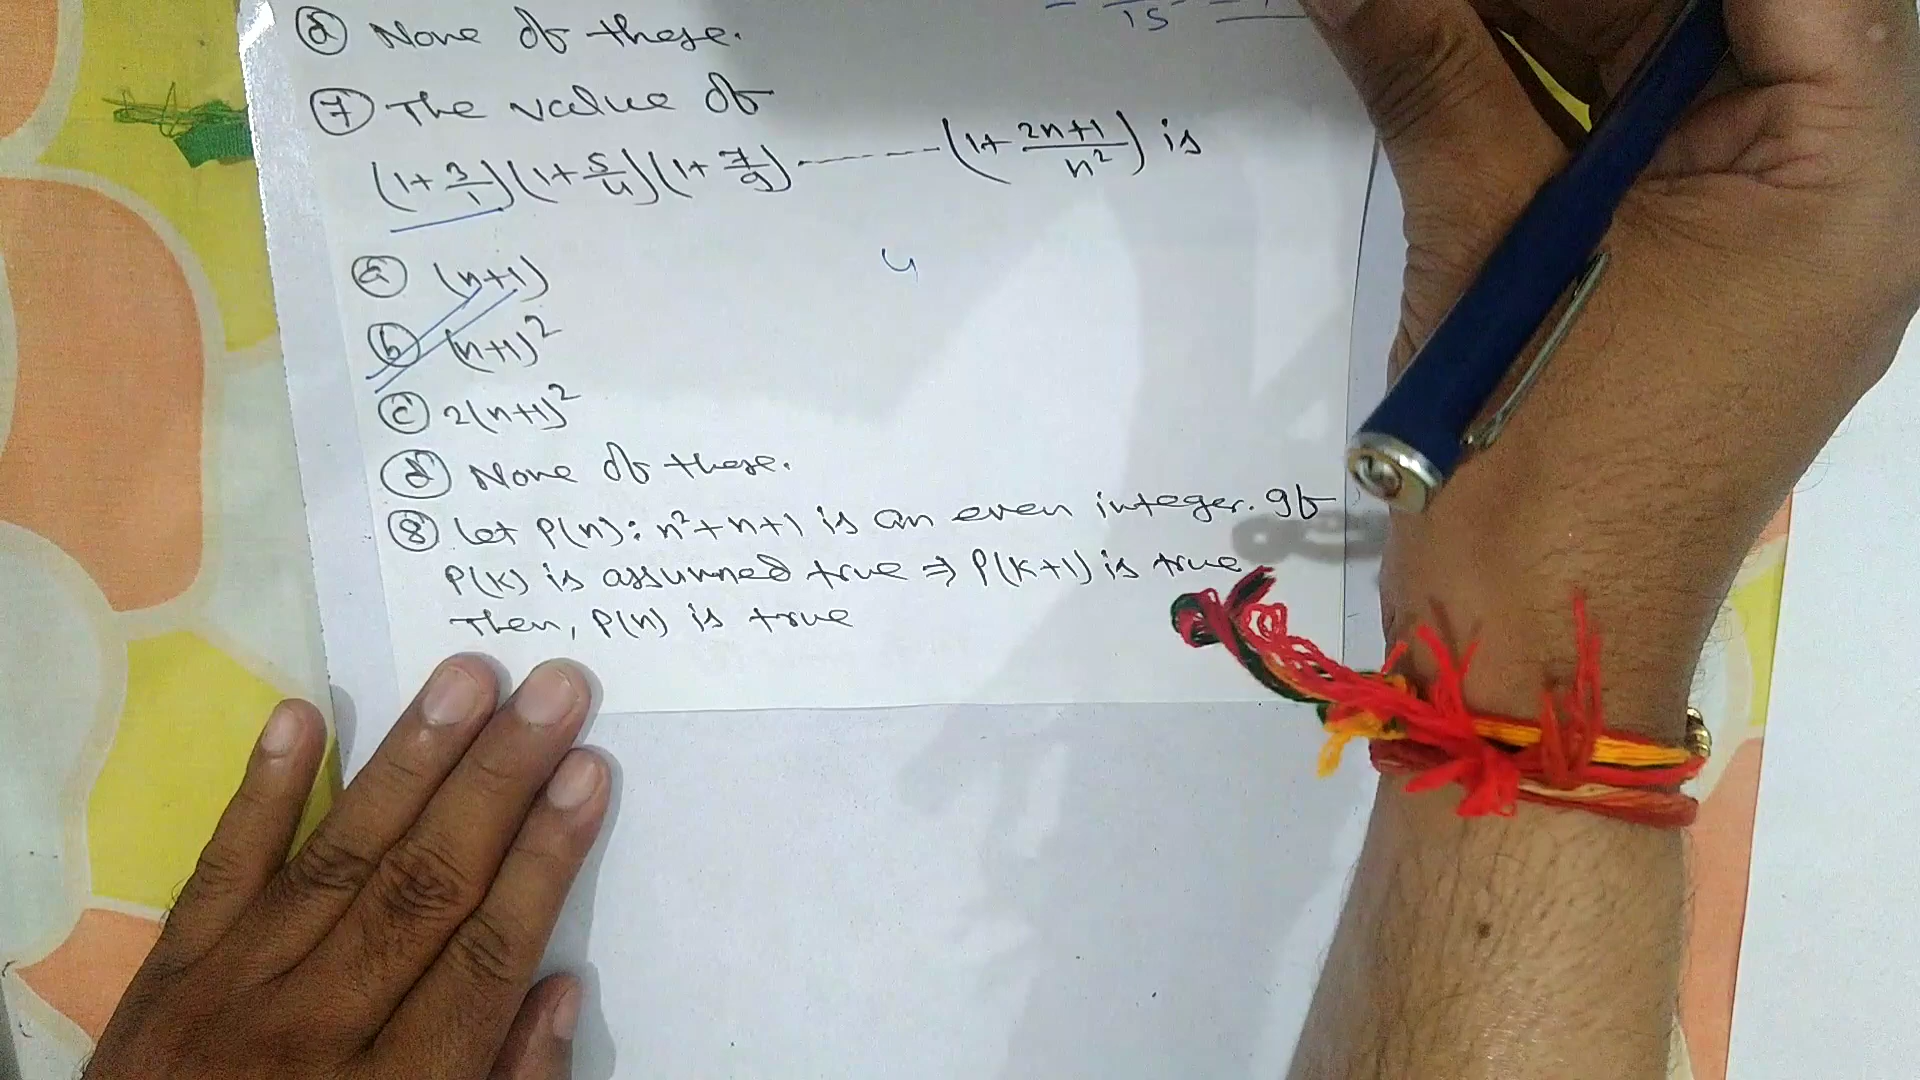 (d) None of these.
15
(7) The value of
(1+3/1)(1+5/4)(1+7/9)--------(1+(2n+1)/n²) is
(a) (n+1)
4
(b) (n+1)²
(c) 2(n+1)²
(d) None of these.
(8) Let P(n): n²+n+1 is an even integer. If
P(k) is assumed true ⇒ P(k+1) is true
Then, P(n) is true